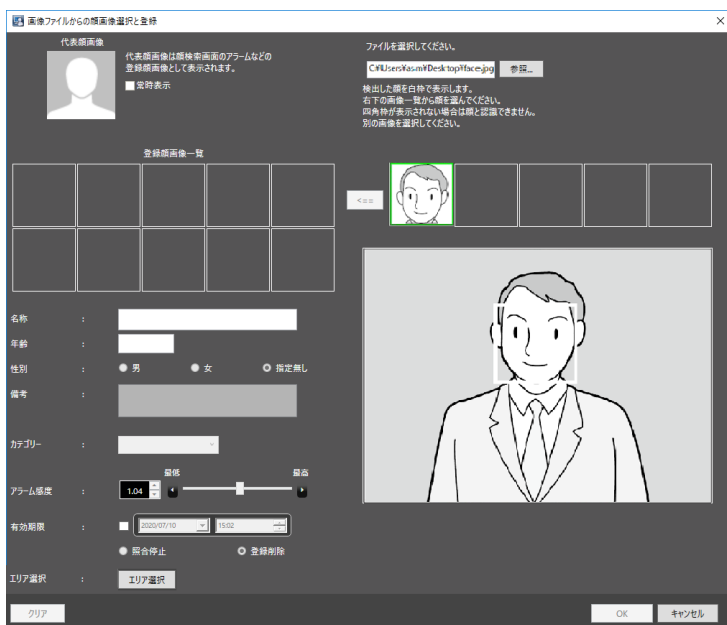 画像ファイルからの顔画像選択と登録
代表顔画像
代表顔画像は顔検索画面のアラームなどの
登録顔画像として表示されます。
常時表示
ファイルを選択してください。
C:¥Users¥asm¥Desktop¥face.jpg
参照...
検出した顔を白枠で表示します。
右下の画像一覧から顔を選んでください。
四角枠が表示されない場合は顔と認識できません。
別の画像を選択してください。
登録顔画像一覧
<==
名称 :
年齢 :
性別 : 男 女 指定無し
備考 :
カテゴリー :
最低 最高
アラーム感度 : 1.04
有効期限 : 2020/07/10 15:02
照合停止 登録削除
エリア選択 : エリア選択
クリア OK キャンセル